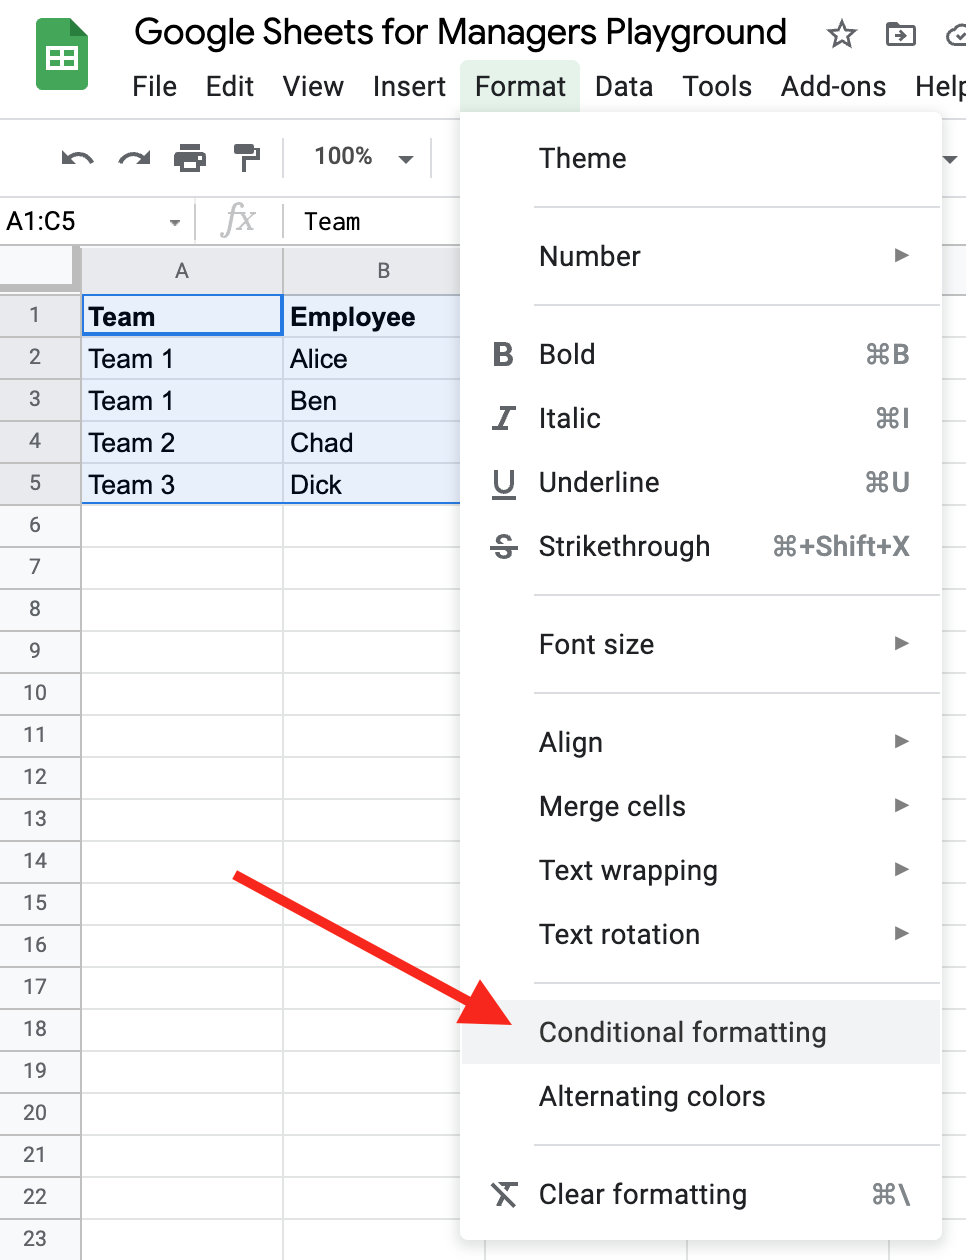 Google Sheets for Managers Playground
File Edit View Insert Format Data Tools Add-ons Help
100%
A1:C5 fx Team
A B
1 Team Employee
2 Team 1 Alice
3 Team 1 Ben
4 Team 2 Chad
5 Team 3 Dick
6
7
8
9
10
11
12
13
14
15
16
17
18
19
20
21
22
23
Theme
Number
B Bold ⌘B
I Italic ⌘I
U Underline ⌘U
S Strikethrough ⌘+Shift+X
Font size
Align
Merge cells
Text wrapping
Text rotation
Conditional formatting
Alternating colors
Clear formatting ⌘\